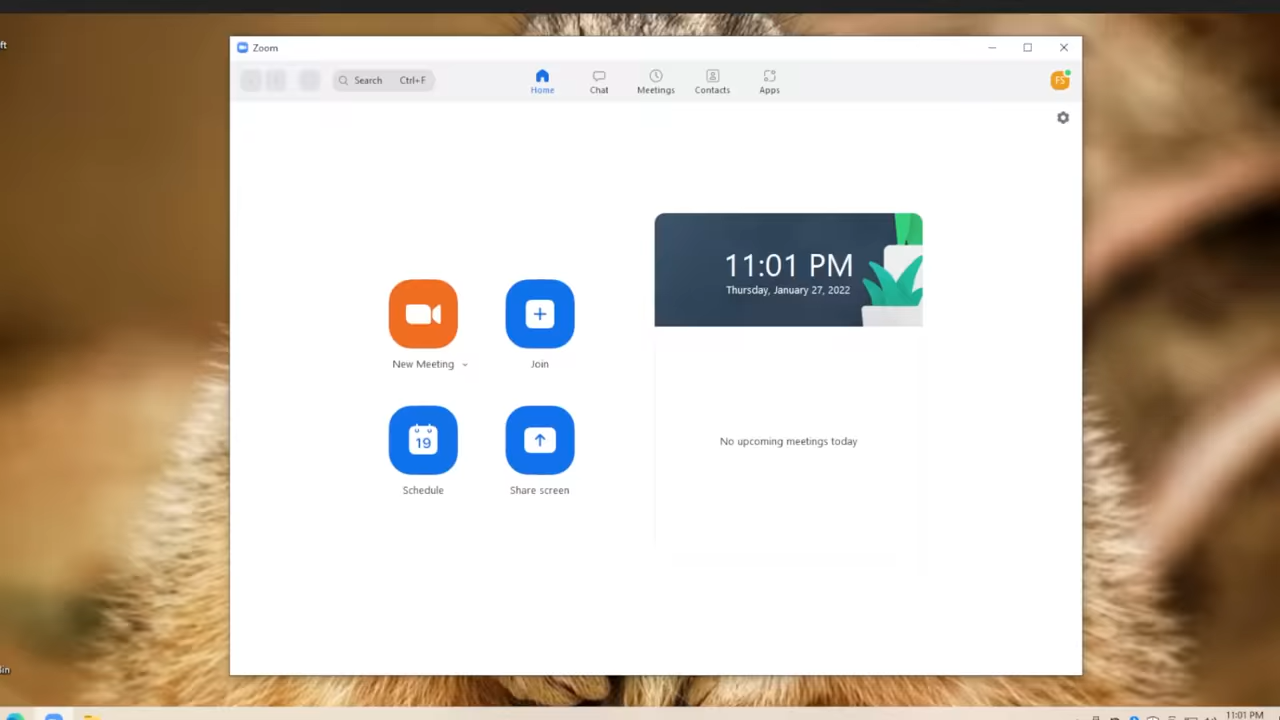 ft
Zoom
Search Ctrl+F
Home Chat Meetings Contacts Apps
FS
11:01 PM
Thursday, January 27, 2022
New Meeting
Join
19
Schedule
Share screen
No upcoming meetings today
11:01 PM